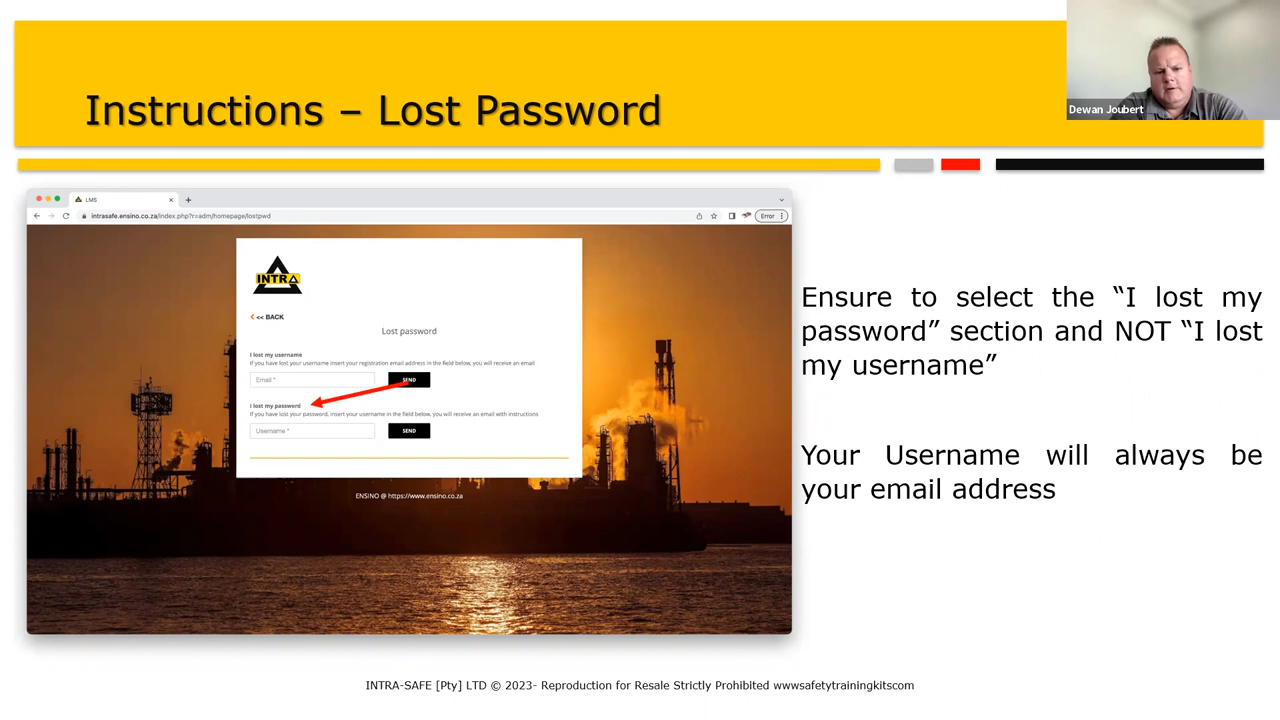 Instructions – Lost Password
Dewan Joubert
LMS
intrasafe.ensino.co.za/index.php?r=adm/homepage/lostpwd
Error
INTRA
<< BACK
Lost password
I lost my username
If you have lost your username insert your registration email address in the field below, you will receive an email
Email *
SEND
I lost my password
If you have lost your password, insert your username in the field below, you will receive an email with instructions
Username *
SEND
ENSINO @ https://www.ensino.co.za
Ensure to select the “I lost my
password” section and NOT “I lost
my username”
Your Username will always be
your email address
INTRA-SAFE [Pty] LTD © 2023- Reproduction for Resale Strictly Prohibited wwwsafetytrainingkitscom